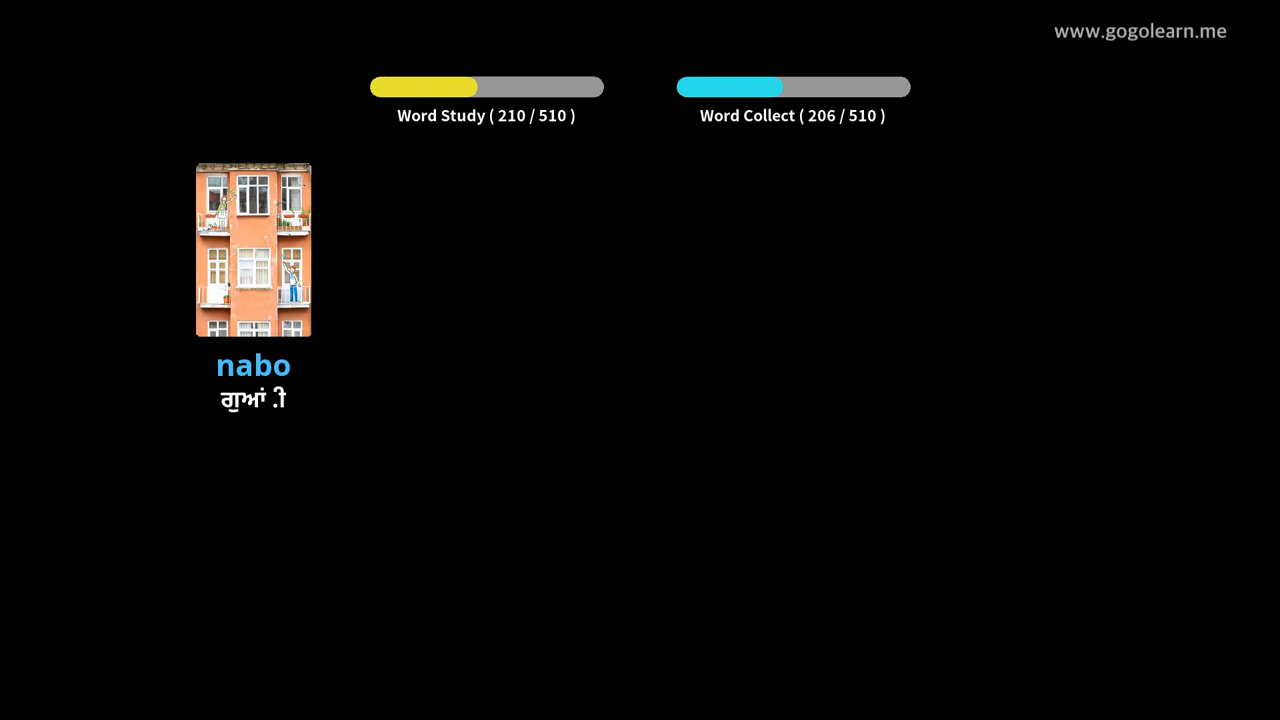 www.gogolearn.me
Word Study ( 210 / 510 )
Word Collect ( 206 / 510 )
nabo
ਗੁਆਂ .ੀ